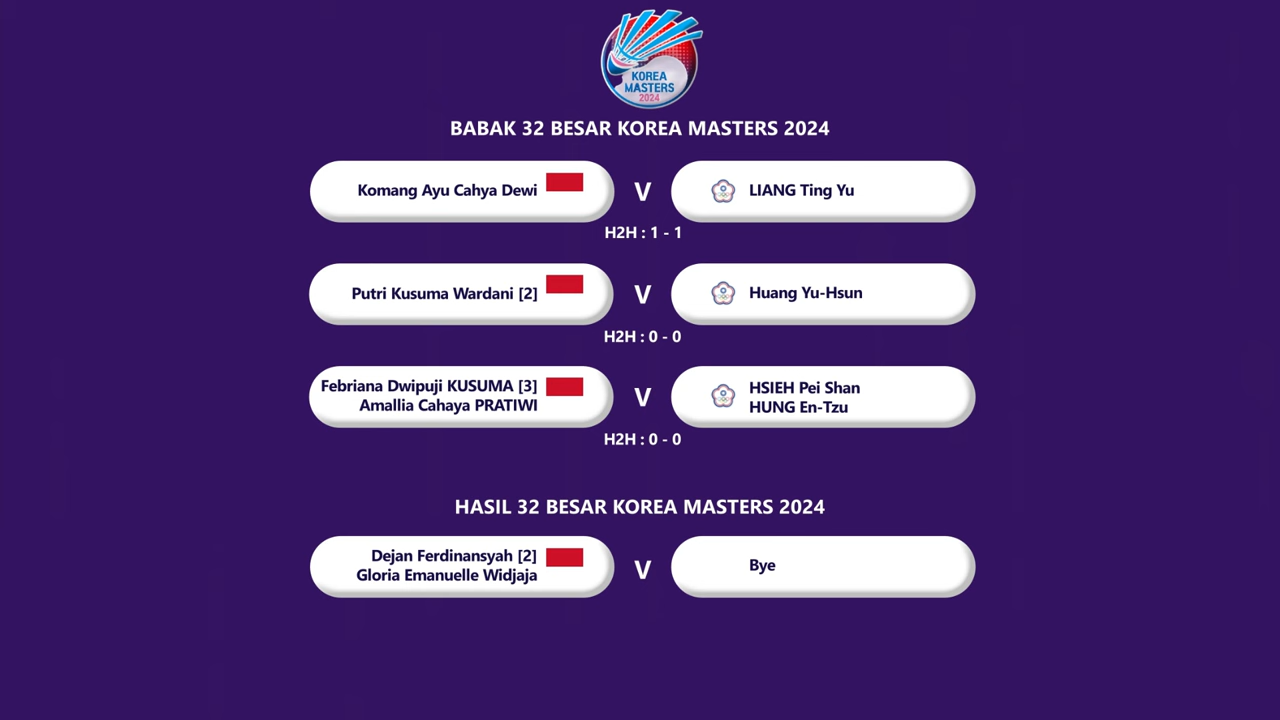 KOREA
MASTERS
2024
BABAK 32 BESAR KOREA MASTERS 2024
Komang Ayu Cahya Dewi V LIANG Ting Yu
H2H : 1 - 1
Putri Kusuma Wardani [2] V Huang Yu-Hsun
H2H : 0 - 0
Febriana Dwipuji KUSUMA [3]
Amallia Cahaya PRATIWI
V
HSIEH Pei Shan
HUNG En-Tzu
H2H : 0 - 0
HASIL 32 BESAR KOREA MASTERS 2024
Dejan Ferdinansyah [2]
Gloria Emanuelle Widjaja
V
Bye